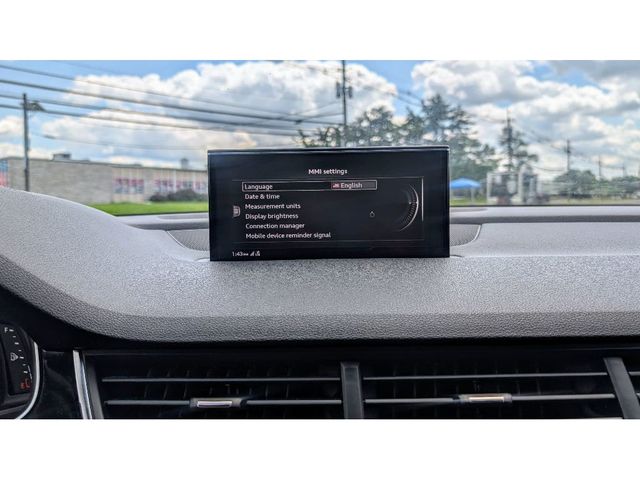 MMI settings
Language English
Date & time
Measurement units
Display brightness
Connection manager
Mobile device reminder signal
1:43
F
E